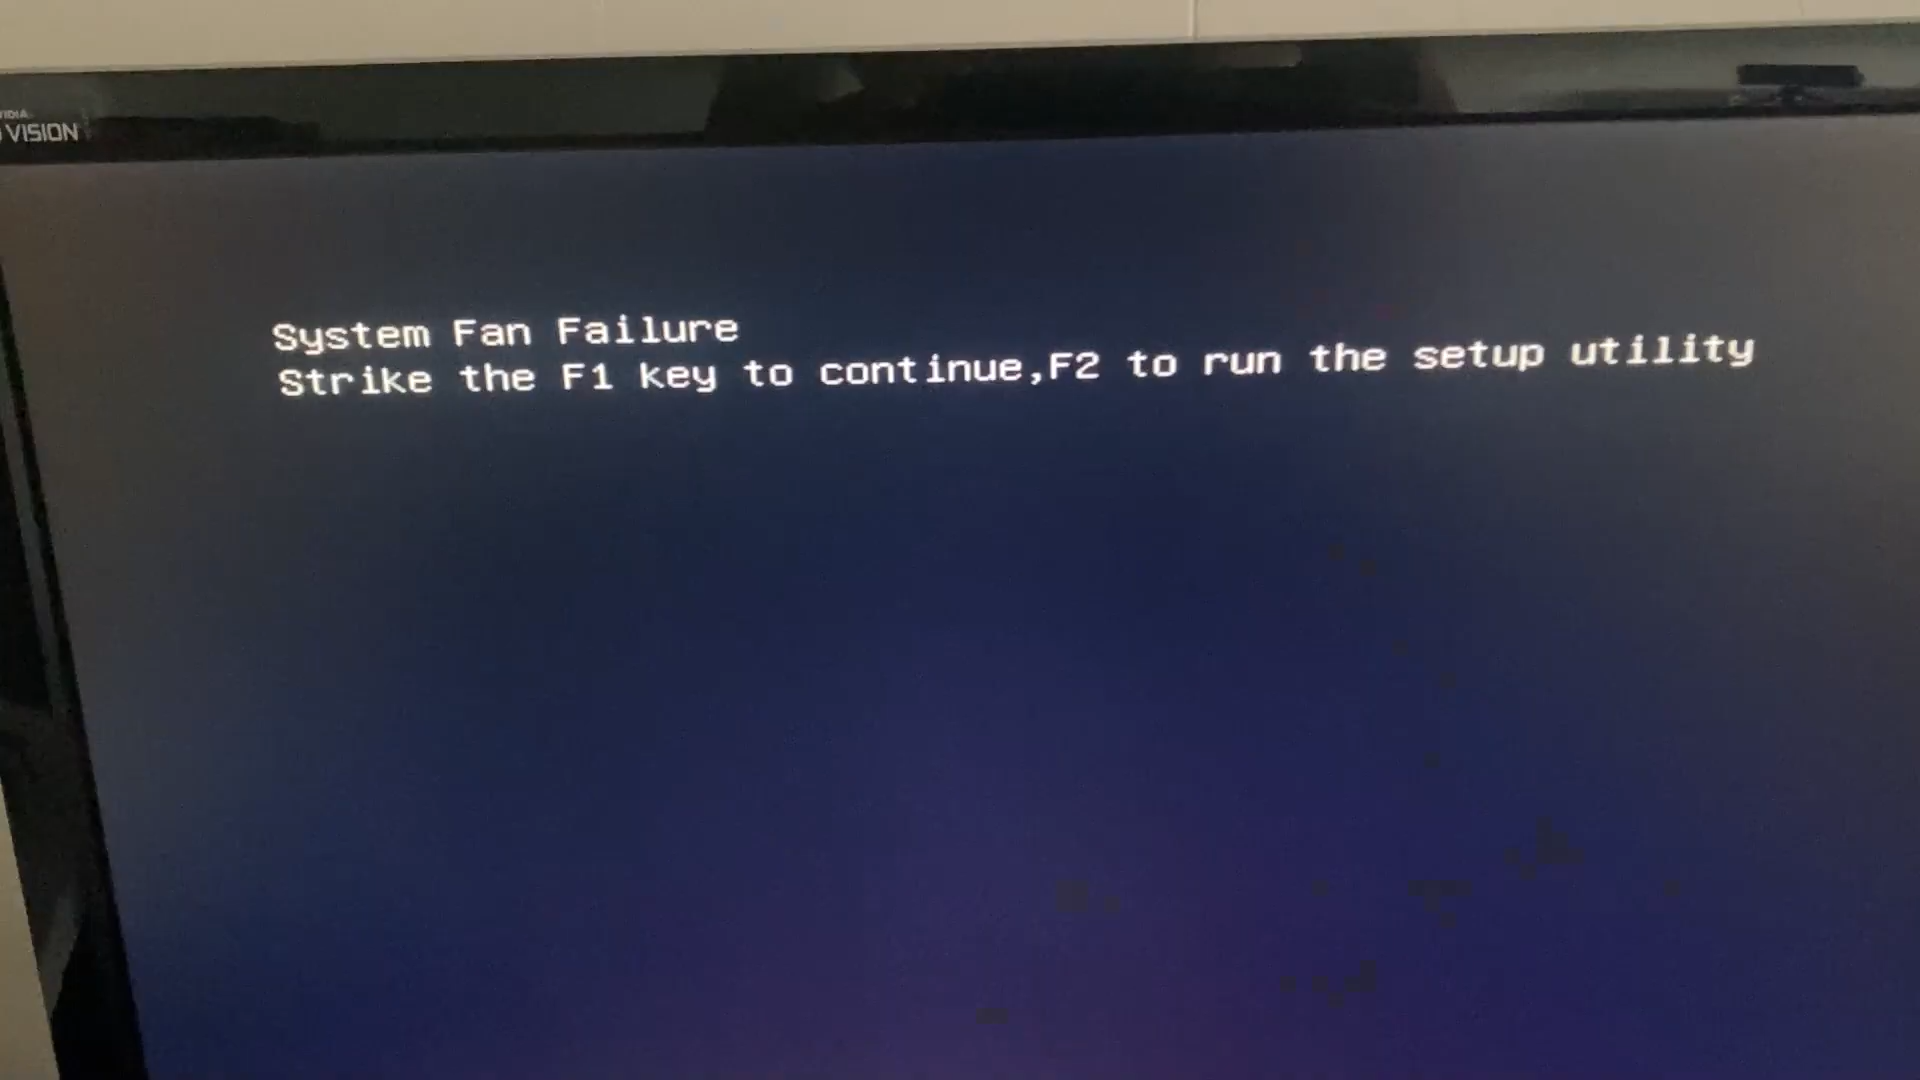 VISION
System Fan Failure
Strike the F1 key to continue,F2 to run the setup utility